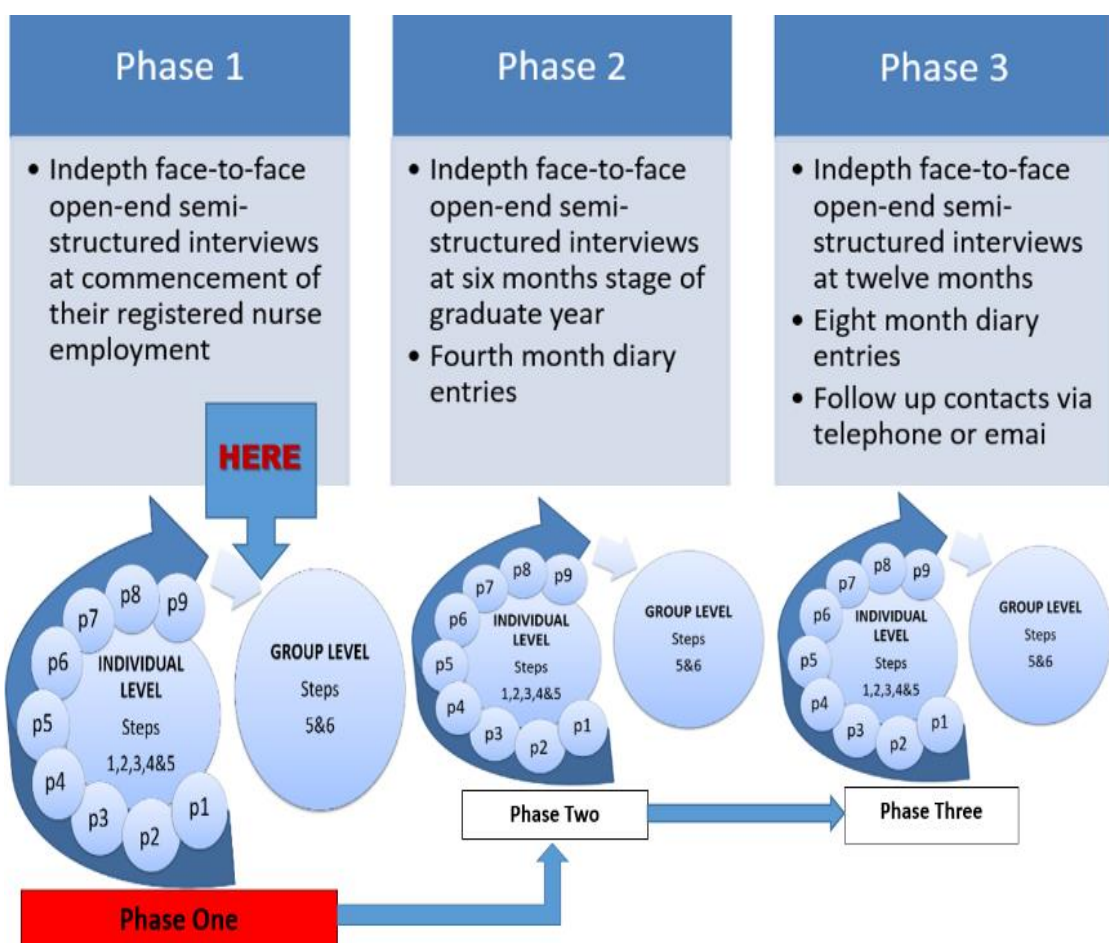 Phase 1
• Indepth face-to-face
open-end semi-
structured interviews
at commencement of
their registered nurse
employment
Phase 2
• Indepth face-to-face
open-end semi-
structured interviews
at six months stage of
graduate year
• Fourth month diary
entries
Phase 3
• Indepth face-to-face
open-end semi-
structured interviews
at twelve months
• Eight month diary
entries
• Follow up contacts via
telephone or emai
HERE
p1
p2
p3
p4
p5
p6
p7
p8
p9
INDIVIDUAL
LEVEL
Steps
1,2,3,4&5
GROUP LEVEL
Steps
5&6
Phase One
p1
p2
p3
p4
p5
p6
p7
p8
p9
INDIVIDUAL
LEVEL
Steps
1,2,3,4&5
GROUP LEVEL
Steps
5&6
Phase Two
p1
p2
p3
p4
p5
p6
p7
p8
p9
INDIVIDUAL
LEVEL
Steps
1,2,3,4&5
GROUP LEVEL
Steps
5&6
Phase Three